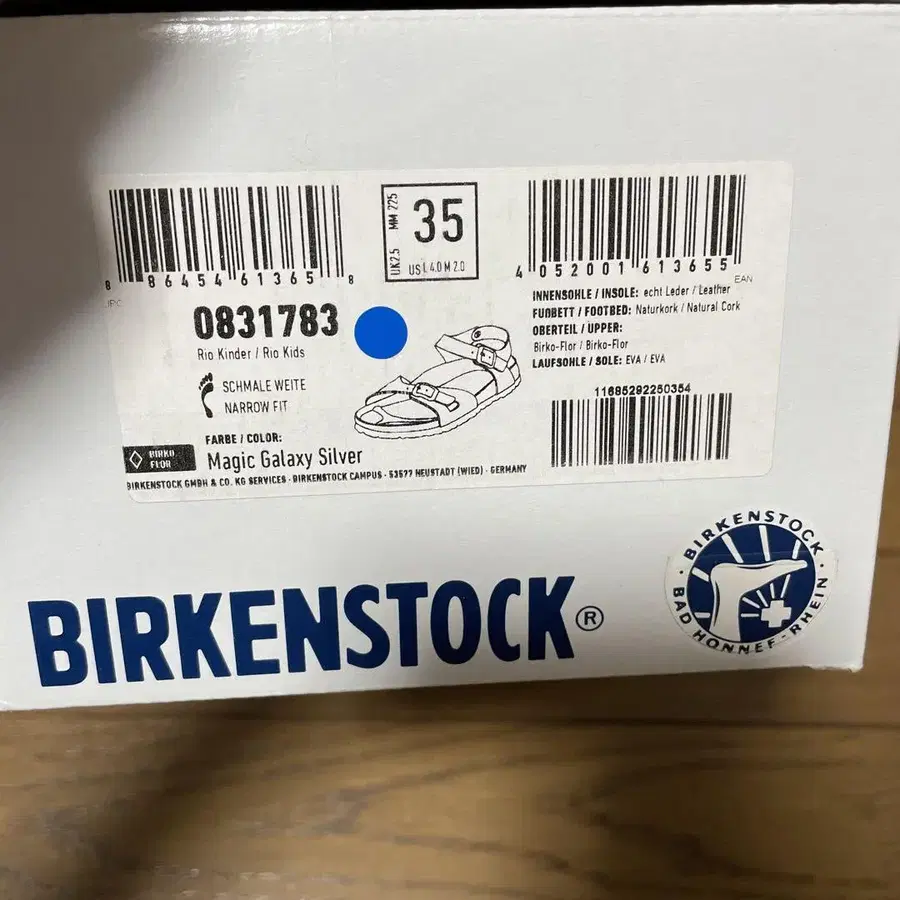 8 86454 61365 8
UPC
UK2.5 MM 225
35
US L 4.0 M 2.0
4 052001 613655
EAN
0831783
Rio Kinder / Rio Kids
SCHMALE WEITE
NARROW FIT
INNENSOHLE / INSOLE: echt Leder / Leather
FUẞBETT / FOOTBED: Naturkork / Natural Cork
OBERTEIL / UPPER:
Birko-Flor / Birko-Flor
LAUFSOHLE / SOLE: EVA / EVA
11685292250354
BIRKO
FLOR
FARBE / COLOR:
Magic Galaxy Silver
BIRKENSTOCK GMBH & CO. KG SERVICES · BIRKENSTOCK CAMPUS · 53577 NEUSTADT (WIED) · GERMANY
BIRKENSTOCK®
· BIRKENSTOCK ·
BAD HONNEF - RHEIN